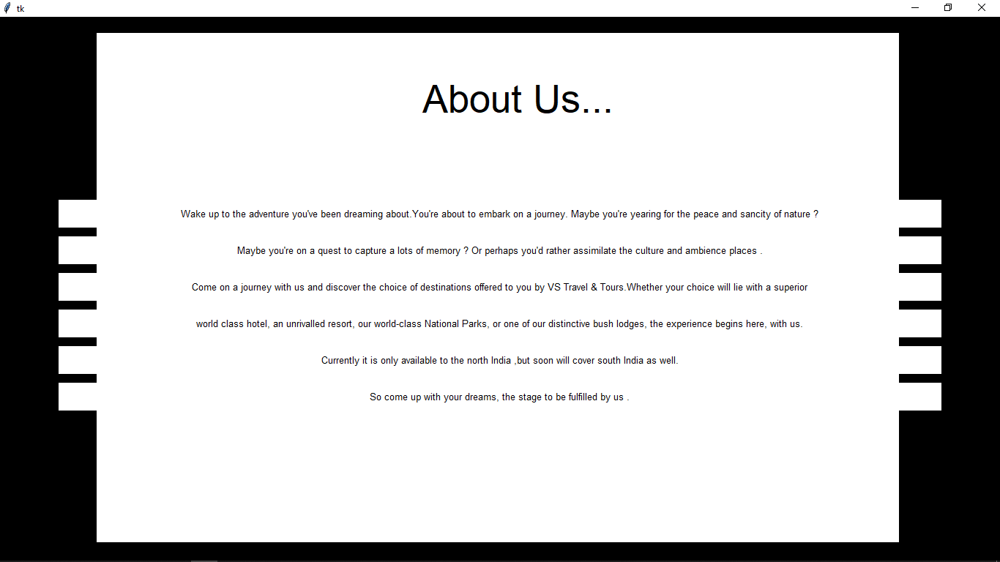 tk
About Us...
Wake up to the adventure you've been dreaming about.You're about to embark on a journey. Maybe you're yearing for the peace and sancity of nature ?
Maybe you're on a quest to capture a lots of memory ? Or perhaps you'd rather assimilate the culture and ambience places .
Come on a journey with us and discover the choice of destinations offered to you by VS Travel & Tours.Whether your choice will lie with a superior
world class hotel, an unrivalled resort, our world-class National Parks, or one of our distinctive bush lodges, the experience begins here, with us.
Currently it is only available to the north India ,but soon will cover south India as well.
So come up with your dreams, the stage to be fulfilled by us .